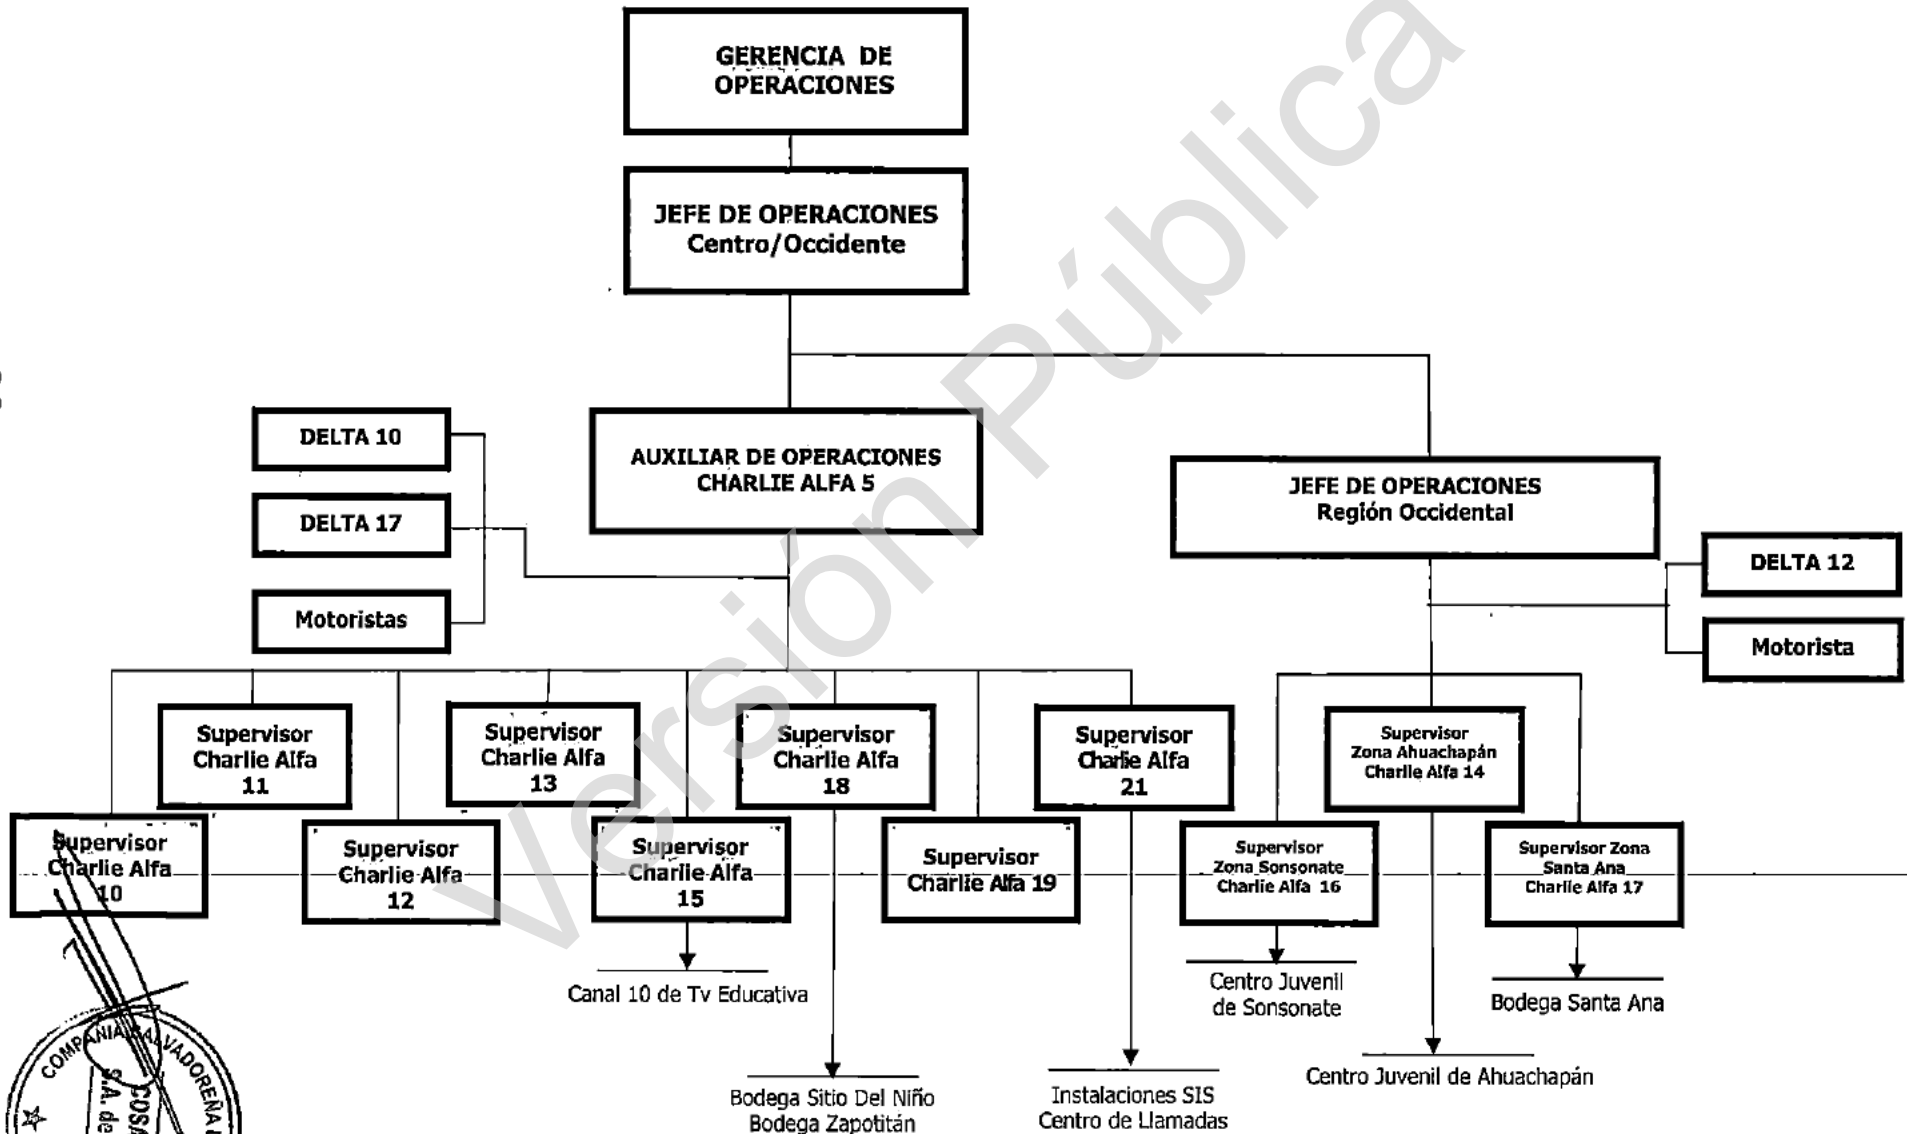 GERENCIA DE
OPERACIONES
JEFE DE OPERACIONES
Centro/Occidente
DELTA 10
DELTA 17
Motoristas
AUXILIAR DE OPERACIONES
CHARLIE ALFA 5
JEFE DE OPERACIONES
Región Occidental
DELTA 12
Motorista
Supervisor
Charlie Alfa
11
Supervisor
Charlie Alfa
13
Supervisor
Charlie Alfa
18
Supervisor
Charlie Alfa
21
Supervisor
Zona Ahuachapán
Charlie Alfa 14
Supervisor
Charlie Alfa
10
Supervisor
Charlie Alfa
12
Supervisor
Charlie Alfa
15
Supervisor
Charlie Alfa 19
Supervisor
Zona Sonsonate
Charlie Alfa 16
Supervisor Zona
Santa Ana
Charlie Alfa 17
Canal 10 de Tv Educativa
Centro Juvenil
de Sonsonate
Bodega Santa Ana
Bodega Sitio Del Niño
Bodega Zapotitán
Instalaciones SIS
Centro de Llamadas
Centro Juvenil de Ahuachapán
Versión Pública
COMPAÑIA SALVADOREÑA
S.A. de